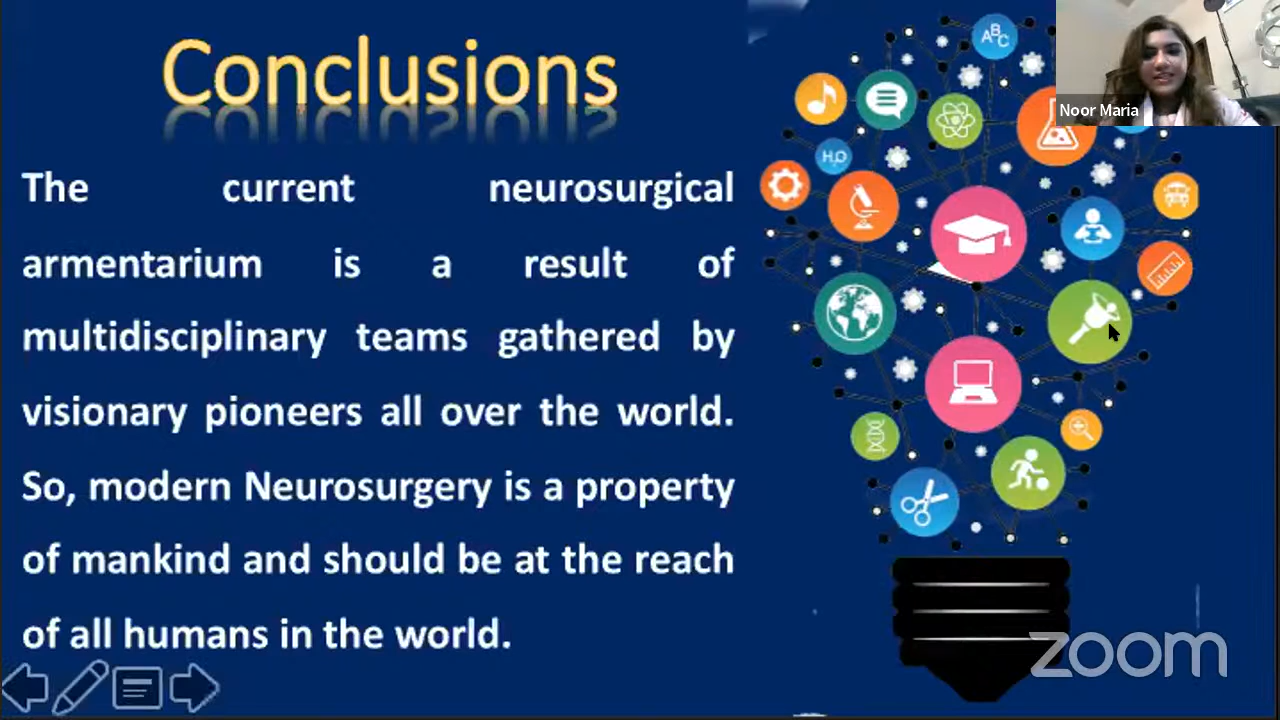 Conclusions
The current neurosurgical
armentarium is a result of
multidisciplinary teams gathered by
visionary pioneers all over the world.
So, modern Neurosurgery is a property
of mankind and should be at the reach
of all humans in the world.
ABC
H₂O
Noor Maria
zoom